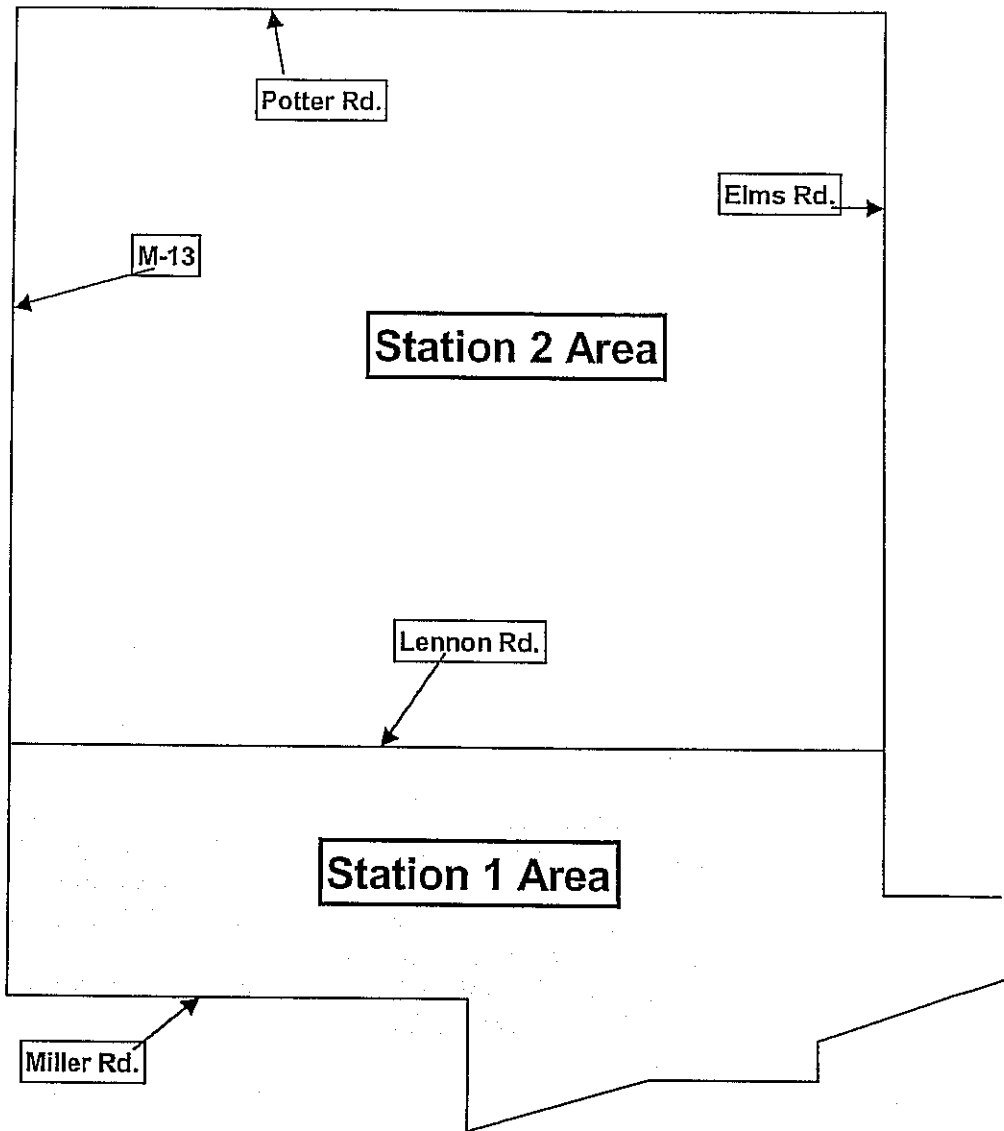 Potter Rd.
Elms Rd.
M-13
Station 2 Area
Lennon Rd.
Station 1 Area
Miller Rd.